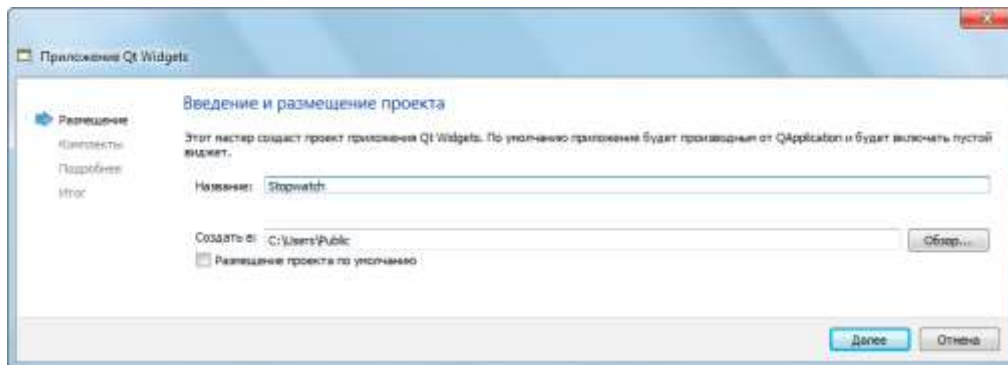 Приложение Qt Widgets
Размещение
Комплекты
Подробнее
Итог
Введение и размещение проекта
Этот мастер создаст проект приложения Qt Widgets. По умолчанию приложение будет производным от QApplication и будет включать пустой
виджет.
Название: Stopwatch
Создать в: C:\Users\Public
Обзор...
Размещение проекта по умолчанию
Далее
Отмена